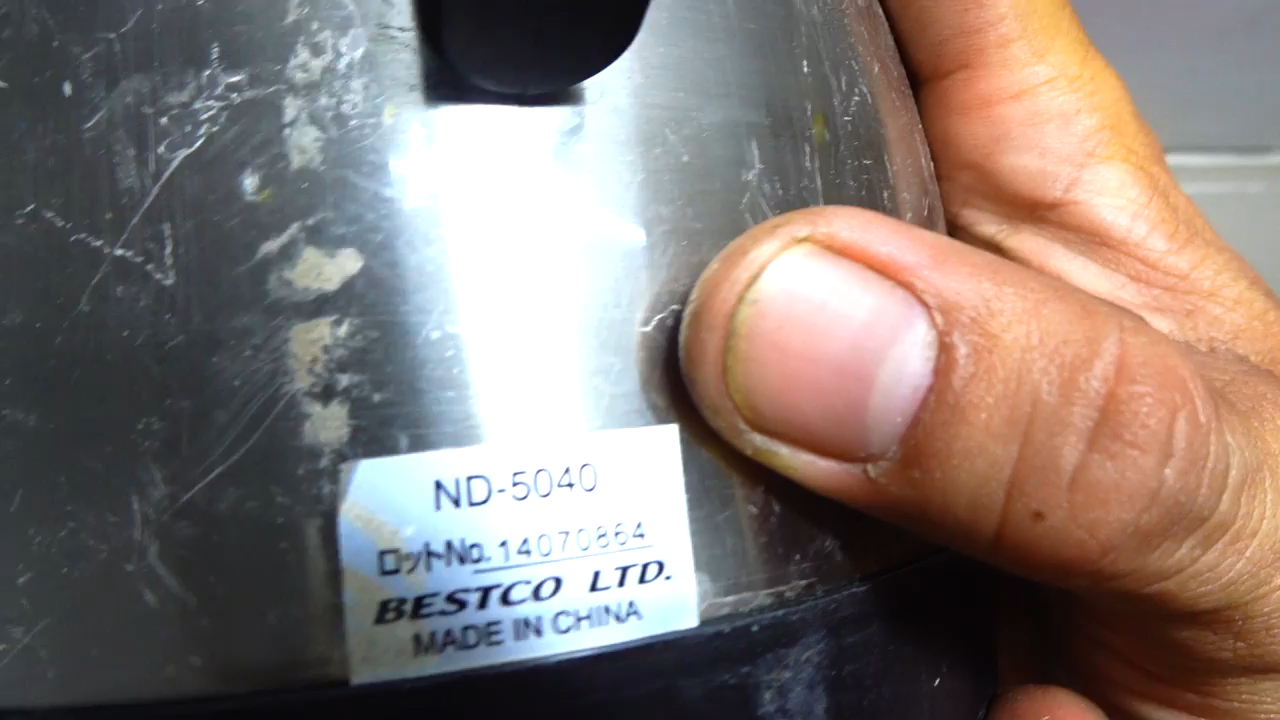 ND-5040
ロットNo. 14070864
BESTCO LTD.
MADE IN CHINA